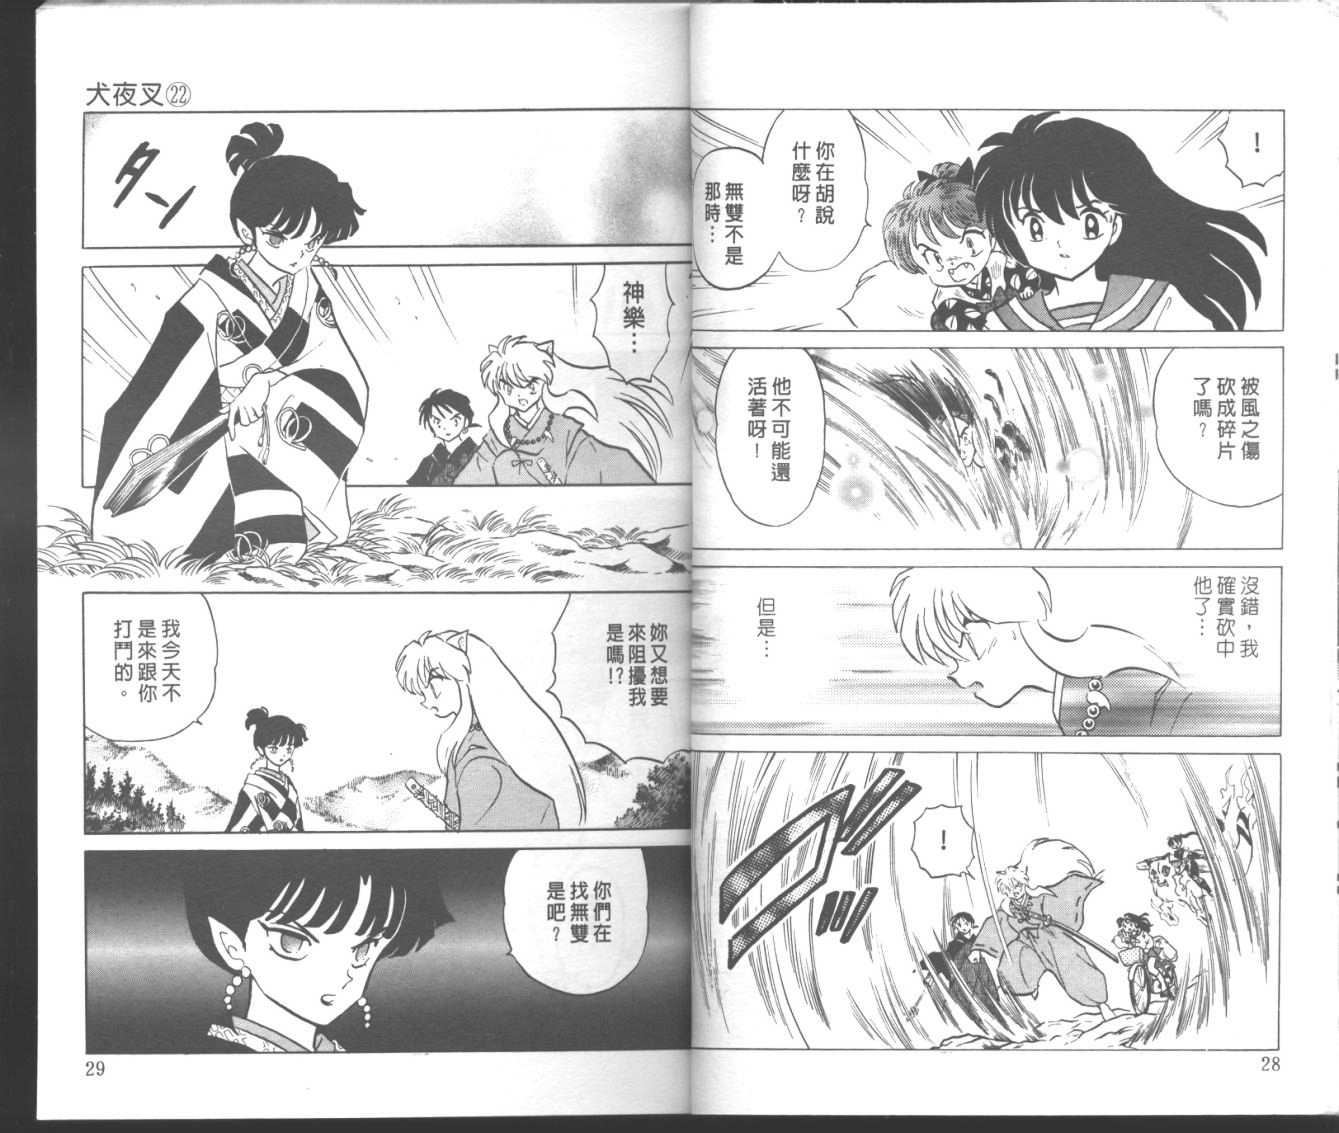 ！
你在胡說
什麼呀？
無雙不是
那時…
被風之傷
砍成碎片
了嗎？
他不可能還
活著呀！
沒錯，我
確實砍中
他了…
但是…
！
28
犬夜叉㉒
タン
神樂…
妳又想要
來阻擾我
是嗎!?
我今天不
是來跟你
打鬥的。
你們在
找無雙
是吧？
29